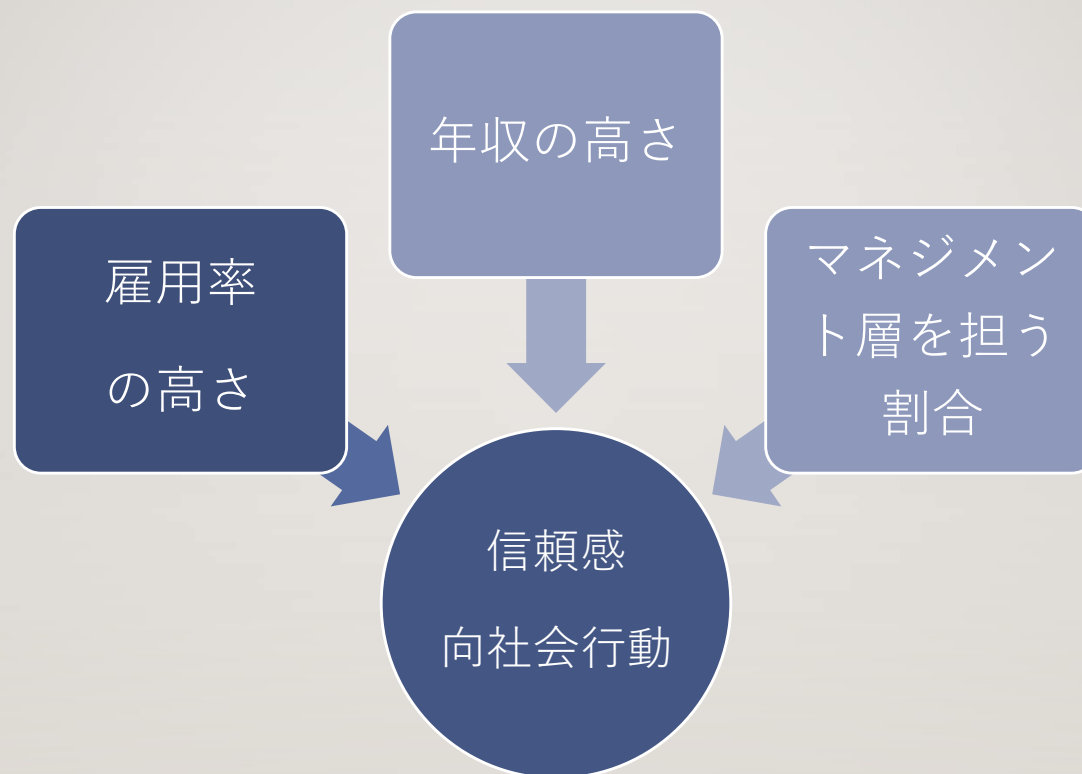 年収の高さ
雇用率
の高さ
マネジメン
ト層を担う
割合
信頼感
向社会行動